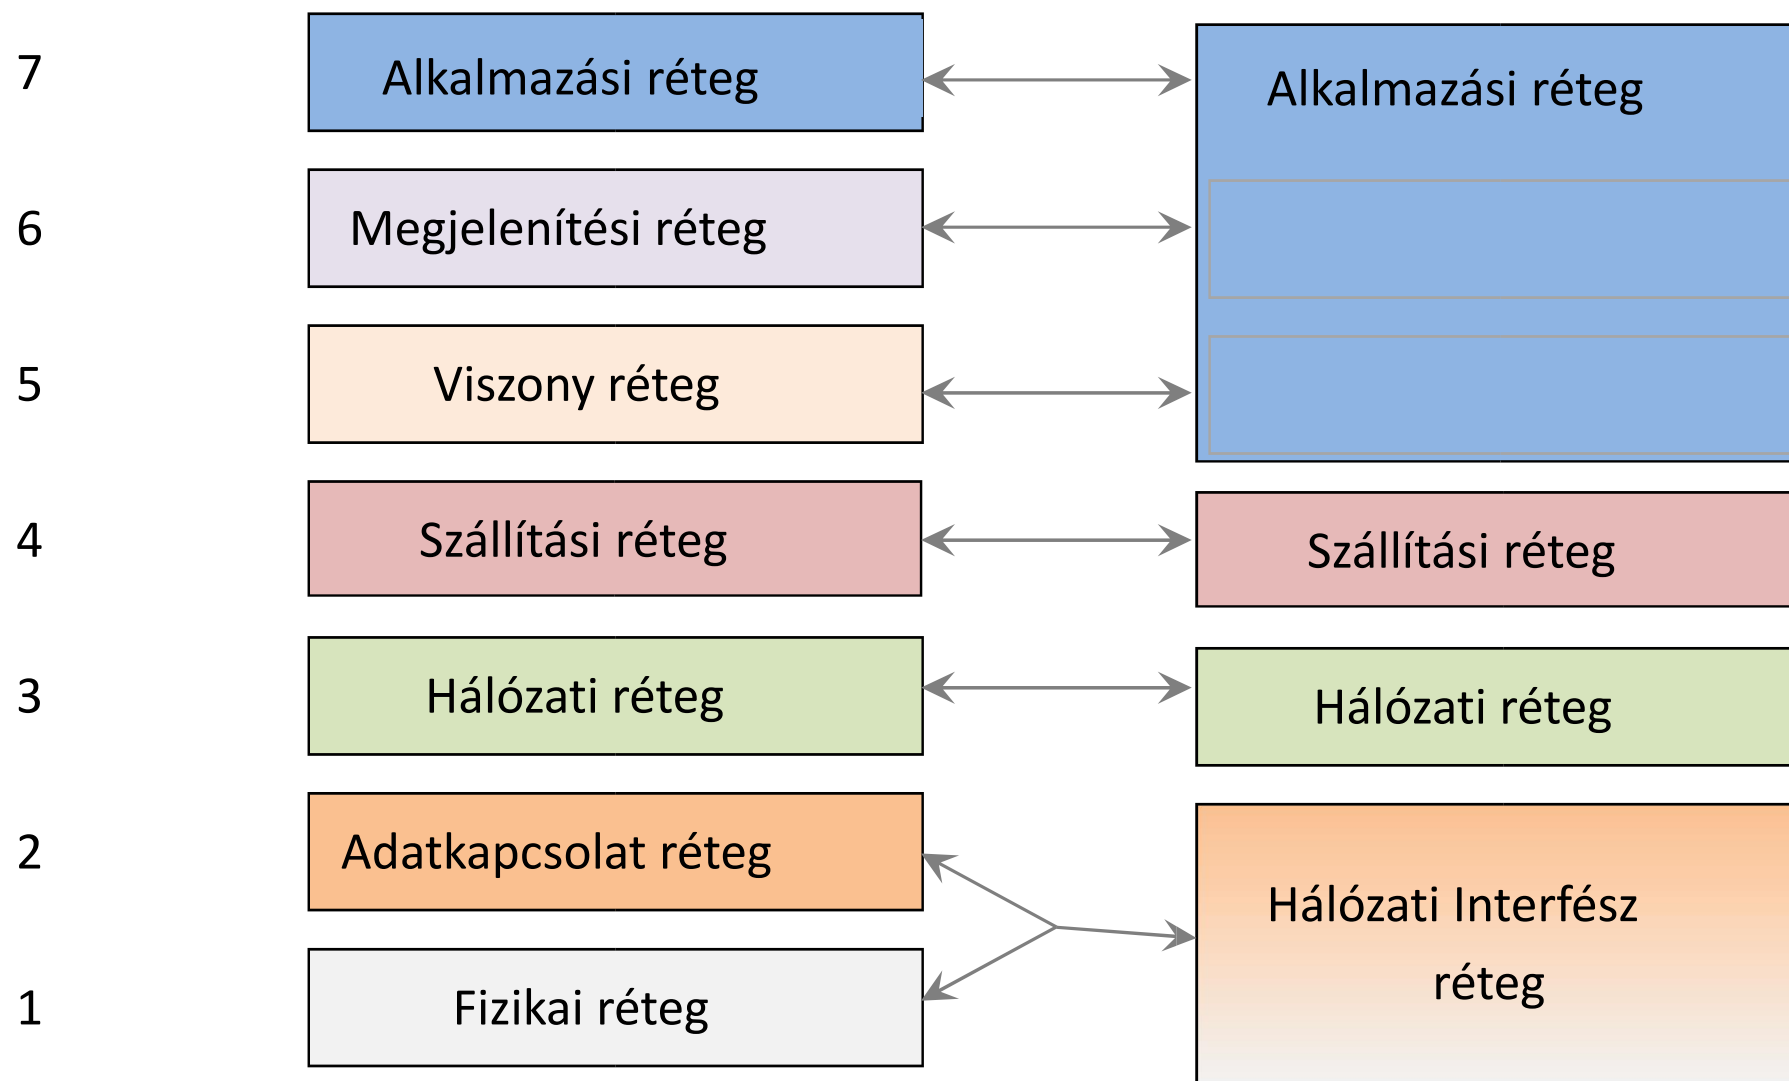 7
Alkalmazási réteg
Alkalmazási réteg
6
Megjelenítési réteg
5
Viszony réteg
4
Szállítási réteg
Szállítási réteg
3
Hálózati réteg
Hálózati réteg
2
Adatkapcsolat réteg
Hálózati Interfész
réteg
1
Fizikai réteg